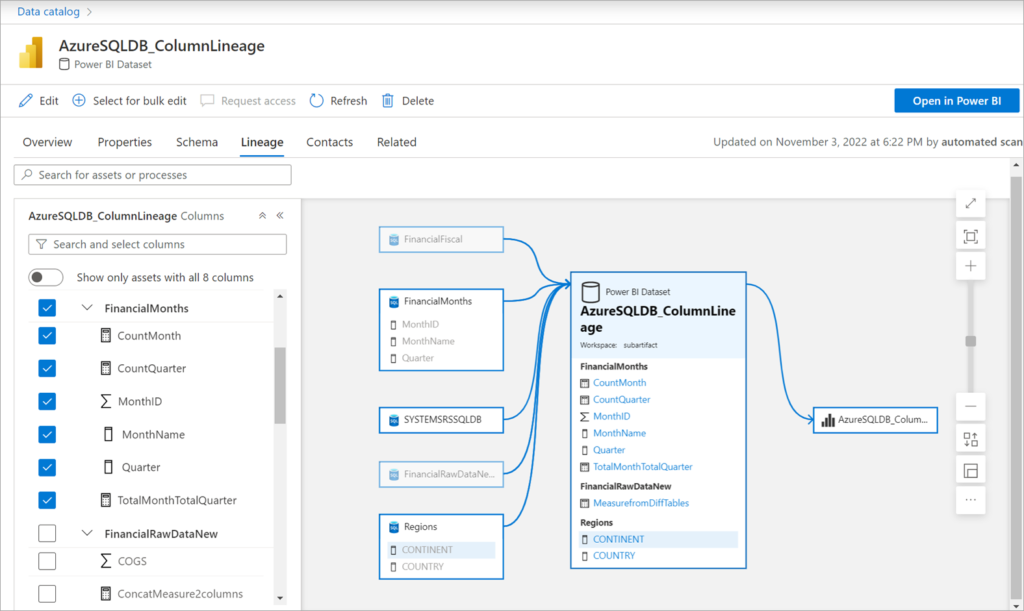 Data catalog
AzureSQLDB_ColumnLineage
Power BI Dataset
Edit
Select for bulk edit
Request access
Refresh
Delete
Open in Power BI
Overview
Properties
Schema
Lineage
Contacts
Related
Updated on November 3, 2022 at 6:22 PM by automated scan
Search for assets or processes
AzureSQLDB_ColumnLineage Columns
Search and select columns
Show only assets with all 8 columns
FinancialMonths
CountMonth
CountQuarter
MonthID
MonthName
Quarter
TotalMonthTotalQuarter
FinancialRawDataNew
COGS
ConcatMeasure2columns
FinancialFiscal
FinancialMonths
MonthID
MonthName
Quarter
SYSTEMSRSSQLDB
FinancialRawDataNe...
Regions
CONTINENT
COUNTRY
Power BI Dataset
AzureSQLDB_ColumnLine
age
Workspace: subartifact
FinancialMonths
CountMonth
CountQuarter
MonthID
MonthName
Quarter
TotalMonthTotalQuarter
FinancialRawDataNew
MeasurefromDiffTables
Regions
CONTINENT
COUNTRY
AzureSQLDB_Colum...